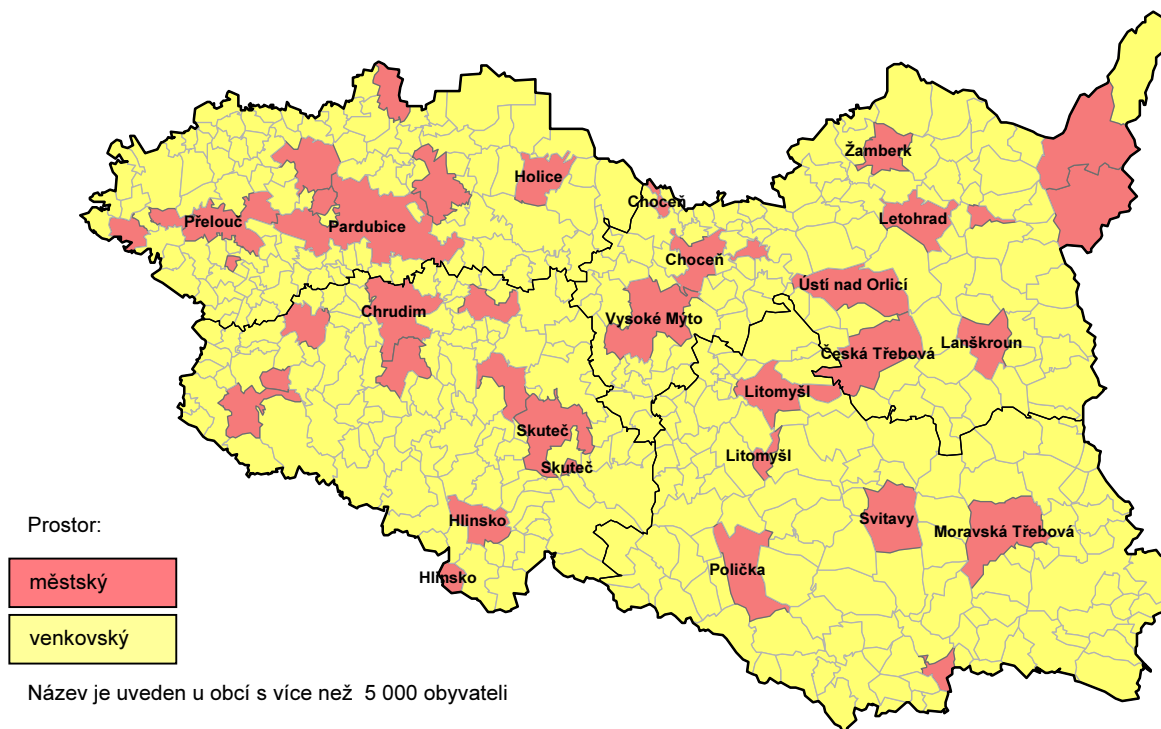 Žamberk
Holice
Choceň
Přelouč
Pardubice
Letohrad
Choceň
Ústí nad Orlicí
Chrudim
Vysoké Mýto
Česká Třebová
Lanškroun
Litomyšl
Skuteč
Litomyšl
Skuteč
Hlinsko
Svitavy
Moravská Třebová
Polička
Hlinsko
Prostor:
městský
venkovský
Název je uveden u obcí s více než 5 000 obyvateli